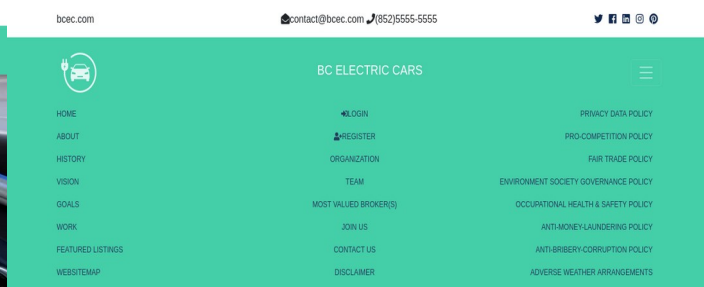 bcec.com contact@bcec.com (852)5555-5555
BC ELECTRIC CARS
HOME LOGIN PRIVACY DATA POLICY
ABOUT REGISTER PRO-COMPETITION POLICY
HISTORY ORGANIZATION FAIR TRADE POLICY
VISION TEAM ENVIRONMENT SOCIETY GOVERNANCE POLICY
GOALS MOST VALUED BROKER(S) OCCUPATIONAL HEALTH & SAFETY POLICY
WORK JOIN US ANTI-MONEY-LAUNDERING POLICY
FEATURED LISTINGS CONTACT US ANTI-BRIBERY-CORRUPTION POLICY
WEBSITEMAP DISCLAIMER ADVERSE WEATHER ARRANGEMENTS